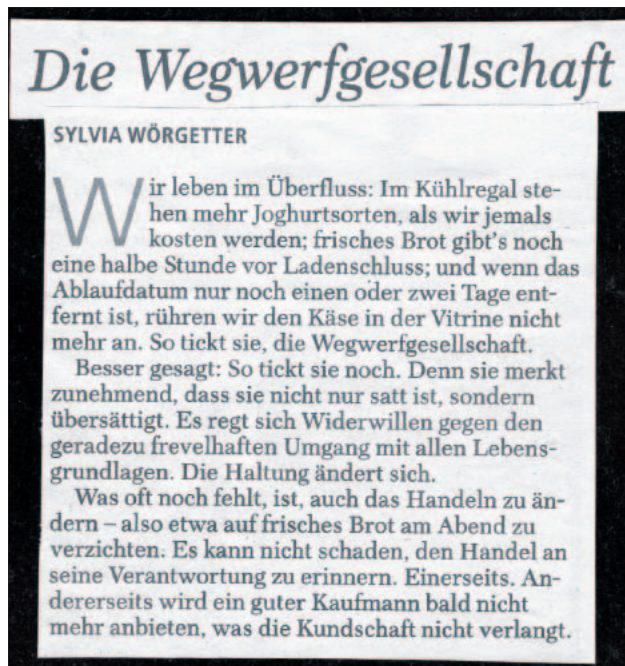 Die Wegwerfgesellschaft
SYLVIA WÖRGETTER
Wir leben im Überfluss: Im Kühlregal ste-
hen mehr Joghurtsorten, als wir jemals
kosten werden; frisches Brot gibt's noch
eine halbe Stunde vor Ladenschluss; und wenn das
Ablaufdatum nur noch einen oder zwei Tage ent-
fernt ist, rühren wir den Käse in der Vitrine nicht
mehr an. So tickt sie, die Wegwerfgesellschaft.
Besser gesagt: So tickt sie noch. Denn sie merkt
zunehmend, dass sie nicht nur satt ist, sondern
übersättigt. Es regt sich Widerwillen gegen den
geradezu frevelhaften Umgang mit allen Lebens-
grundlagen. Die Haltung ändert sich.
Was oft noch fehlt, ist, auch das Handeln zu än-
dern – also etwa auf frisches Brot am Abend zu
verzichten. Es kann nicht schaden, den Handel an
seine Verantwortung zu erinnern. Einerseits. An-
dererseits wird ein guter Kaufmann bald nicht
mehr anbieten, was die Kundschaft nicht verlangt.